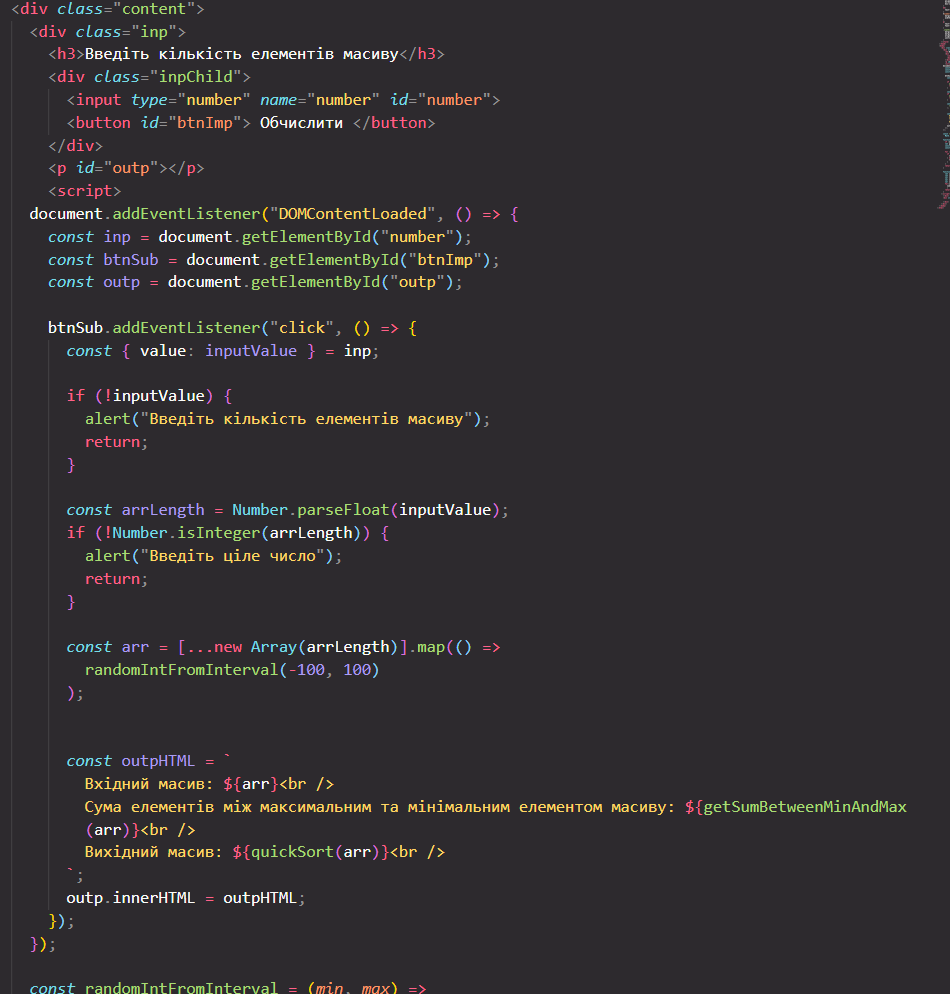 <div class="content">
<div class="inp">
<h3>Введіть кількість елементів масиву</h3>
<div class="inpChild">
<input type="number" name="number" id="number">
<button id="btnImp"> Обчислити </button>
</div>
<p id="outp"></p>
<script>
document.addEventListener("DOMContentLoaded", () => {
const inp = document.getElementById("number");
const btnSub = document.getElementById("btnImp");
const outp = document.getElementById("outp");
btnSub.addEventListener("click", () => {
const { value: inputValue } = inp;
if (!inputValue) {
alert("Введіть кількість елементів масиву");
return;
}
const arrLength = Number.parseFloat(inputValue);
if (!Number.isInteger(arrLength)) {
alert("Введіть ціле число");
return;
}
const arr = [...new Array(arrLength)].map(() =>
randomIntFromInterval(-100, 100)
);
const outpHTML = `
Вхідний масив: ${arr}<br />
Сума елементів між максимальним та мінімальним елементом масиву: ${getSumBetweenMinAndMax
(arr)}<br />
Вихідний масив: ${quickSort(arr)}<br />
`;
outp.innerHTML = outpHTML;
});
});
const randomIntFromInterval = (min, max) =>